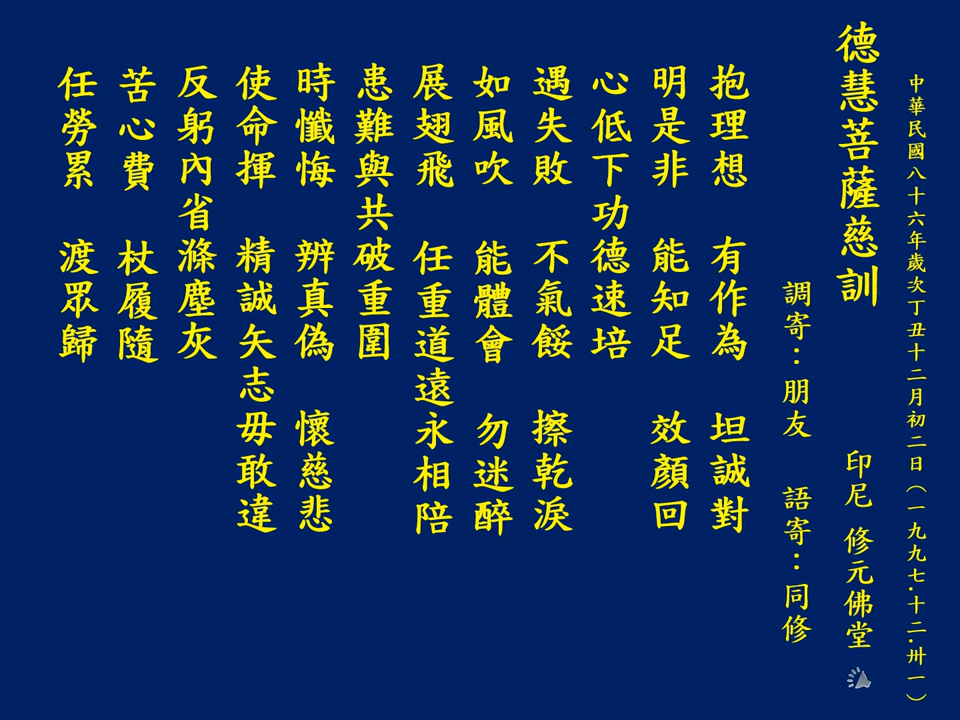 中華民國八十六年歲次丁丑十二月初二日（一九九七.十二.卅一）
德慧菩薩慈訓　印尼 修元佛堂
調寄：朋友　語寄：同修
抱理想　有作為　坦誠對
明是非　能知足　效顏回
心低下功德速培
遇失敗　不氣餒　擦乾淚
如風吹　能體會　勿迷醉
展翅飛　任重道遠永相陪
患難與共破重圍
時懺悔　辨真偽　懷慈悲
使命揮　精誠矢志毋敢違
反躬內省滌塵灰
苦心費　杖履隨
任勞累　渡眾歸